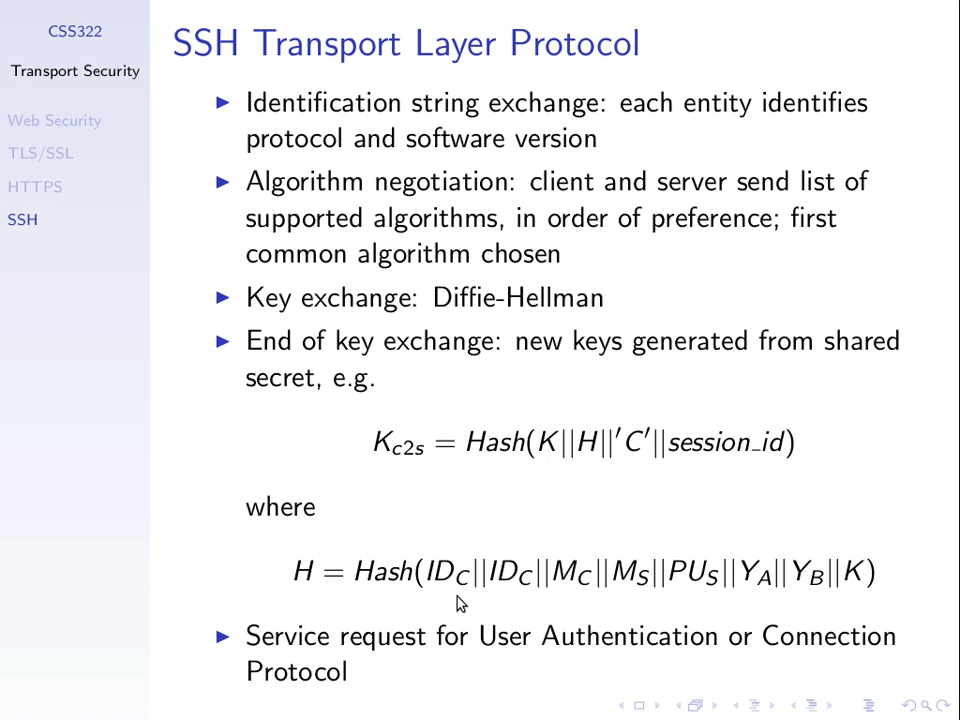 CSS322
Transport Security
Web Security
TLS/SSL
HTTPS
SSH
SSH Transport Layer Protocol
▶ Identification string exchange: each entity identifies
protocol and software version
▶ Algorithm negotiation: client and server send list of
supported algorithms, in order of preference; first
common algorithm chosen
▶ Key exchange: Diffie-Hellman
▶ End of key exchange: new keys generated from shared
secret, e.g.
K_{c2s} = Hash(K||H||′C′||session_id)
where
H = Hash(ID_C||ID_C||M_C||M_S||PU_S||Y_A||Y_B||K)
▶ Service request for User Authentication or Connection
Protocol